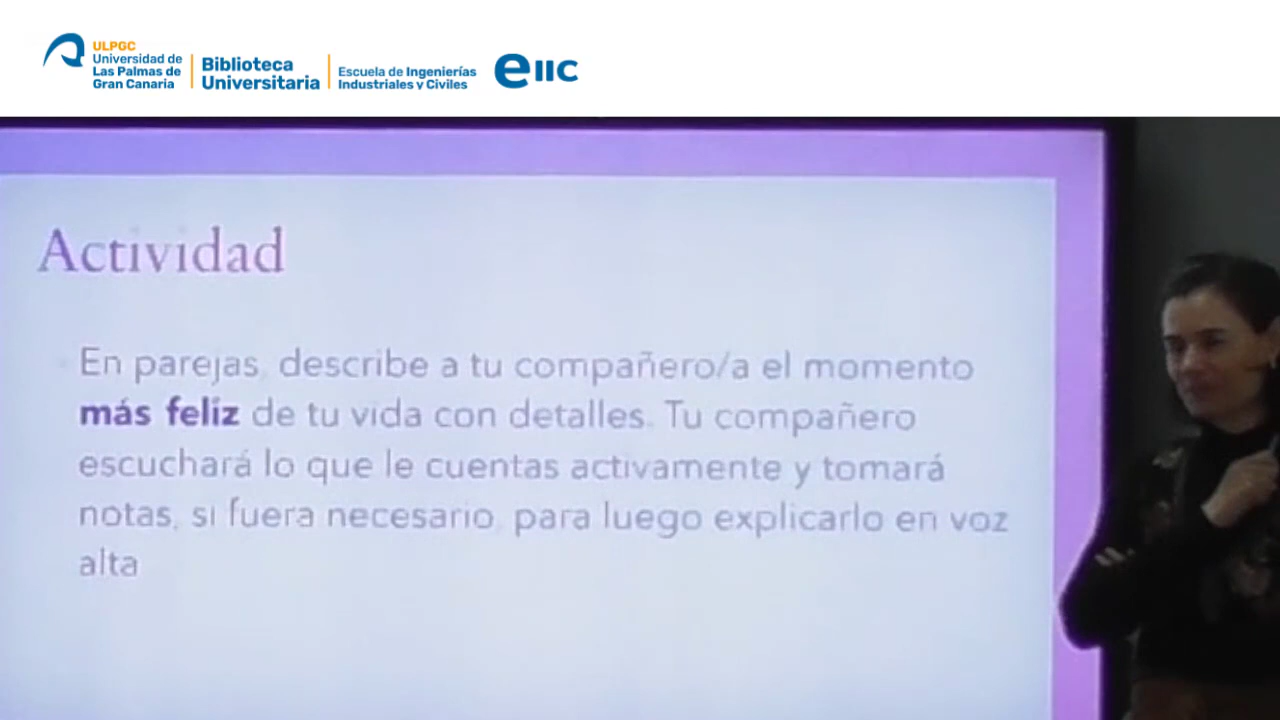 ULPGC
Universidad de
Las Palmas de
Gran Canaria
Biblioteca
Universitaria
Escuela de Ingenierías
Industriales y Civiles
eiic
Actividad
En parejas, describe a tu compañero/a el momento
más feliz de tu vida con detalles. Tu compañero
escuchará lo que le cuentas activamente y tomará
notas, si fuera necesario, para luego explicarlo en voz
alta